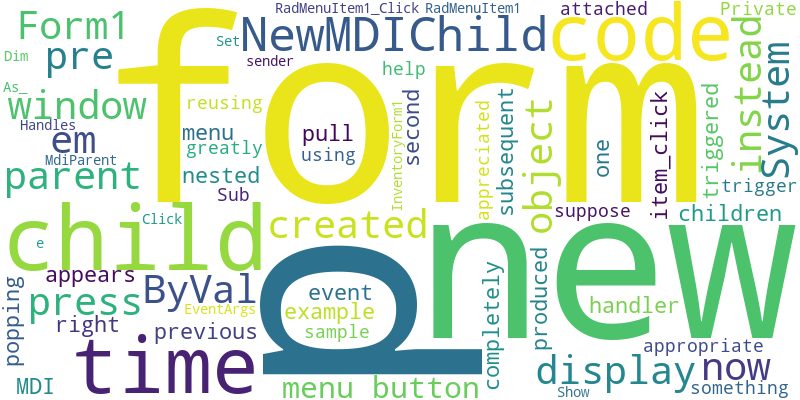 RadMenuItem1_Click
RadMenuItem1
attached
Private
Form1
Set
NewMDIChild
code
Dim
pre
sender
form
instead
System
As_
help
window
reusing
InventoryForm1
second
triggered
Handles
em
menu
pull
appreciated
subsequent
object
one
item_click
MdiParent
greatly
using
parent
nested
trigger
Sub
child
Click
created
suppose
children
e
p
new
popping
appears
press
ByVal
event
completely
produced
handler
EventArgs
example
right
previous
sample
appropriate
time
display
now
MDI
menu button
Show
something